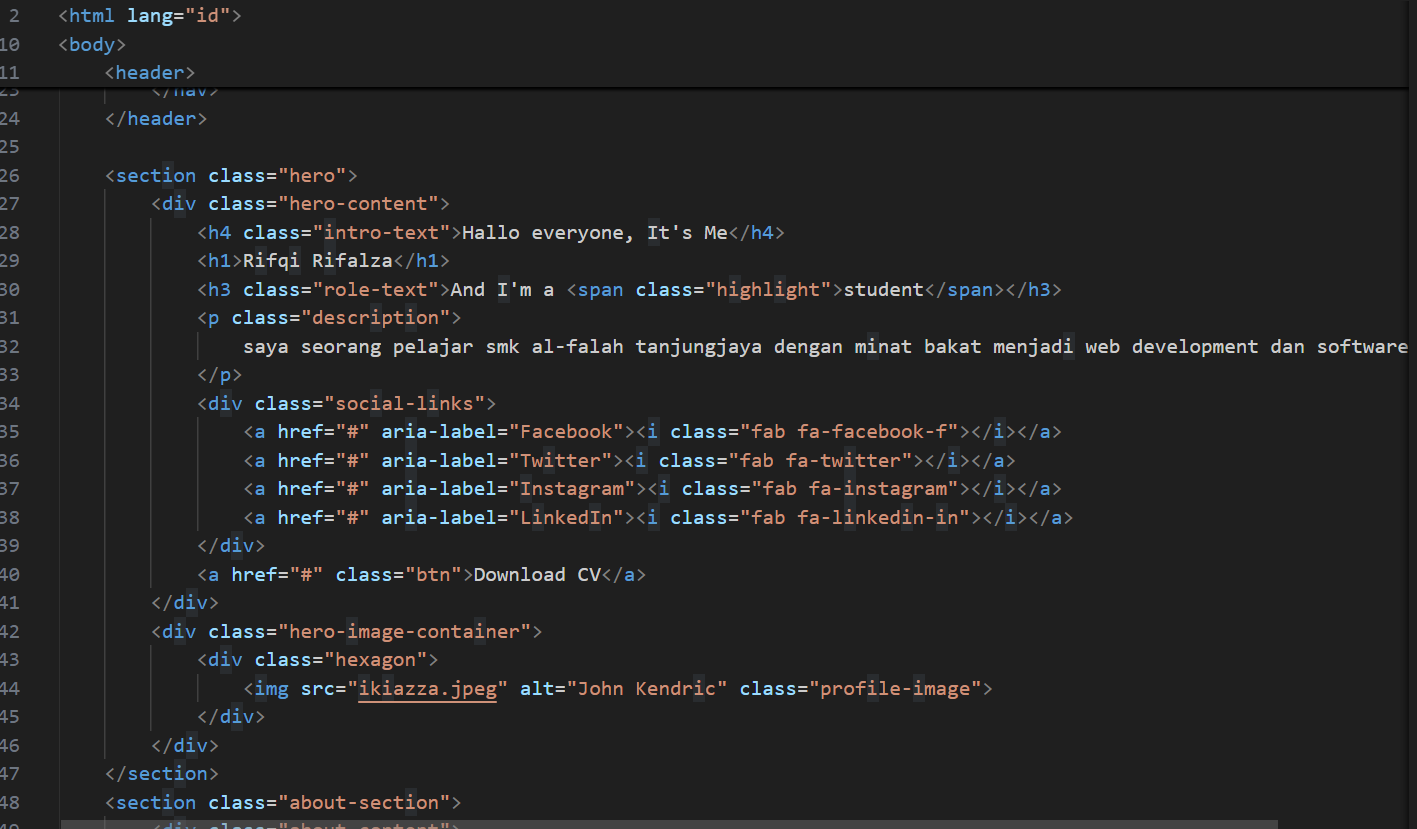 2 <html lang="id">
10 <body>
11 <header>
23 </nav>
24 </header>
25
26 <section class="hero">
27 <div class="hero-content">
28 <h4 class="intro-text">Hallo everyone, It's Me</h4>
29 <h1>Rifqi Rifalza</h1>
30 <h3 class="role-text">And I'm a <span class="highlight">student</span></h3>
31 <p class="description">
32 saya seorang pelajar smk al-falah tanjungjaya dengan minat bakat menjadi web development dan software
33 </p>
34 <div class="social-links">
35 <a href="#" aria-label="Facebook"><i class="fab fa-facebook-f"></i></a>
36 <a href="#" aria-label="Twitter"><i class="fab fa-twitter"></i></a>
37 <a href="#" aria-label="Instagram"><i class="fab fa-instagram"></i></a>
38 <a href="#" aria-label="LinkedIn"><i class="fab fa-linkedin-in"></i></a>
39 </div>
40 <a href="#" class="btn">Download CV</a>
41 </div>
42 <div class="hero-image-container">
43 <div class="hexagon">
44 <img src="ikiazza.jpeg" alt="John Kendric" class="profile-image">
45 </div>
46 </div>
47 </section>
48 <section class="about-section">
49 <div class="about-content">